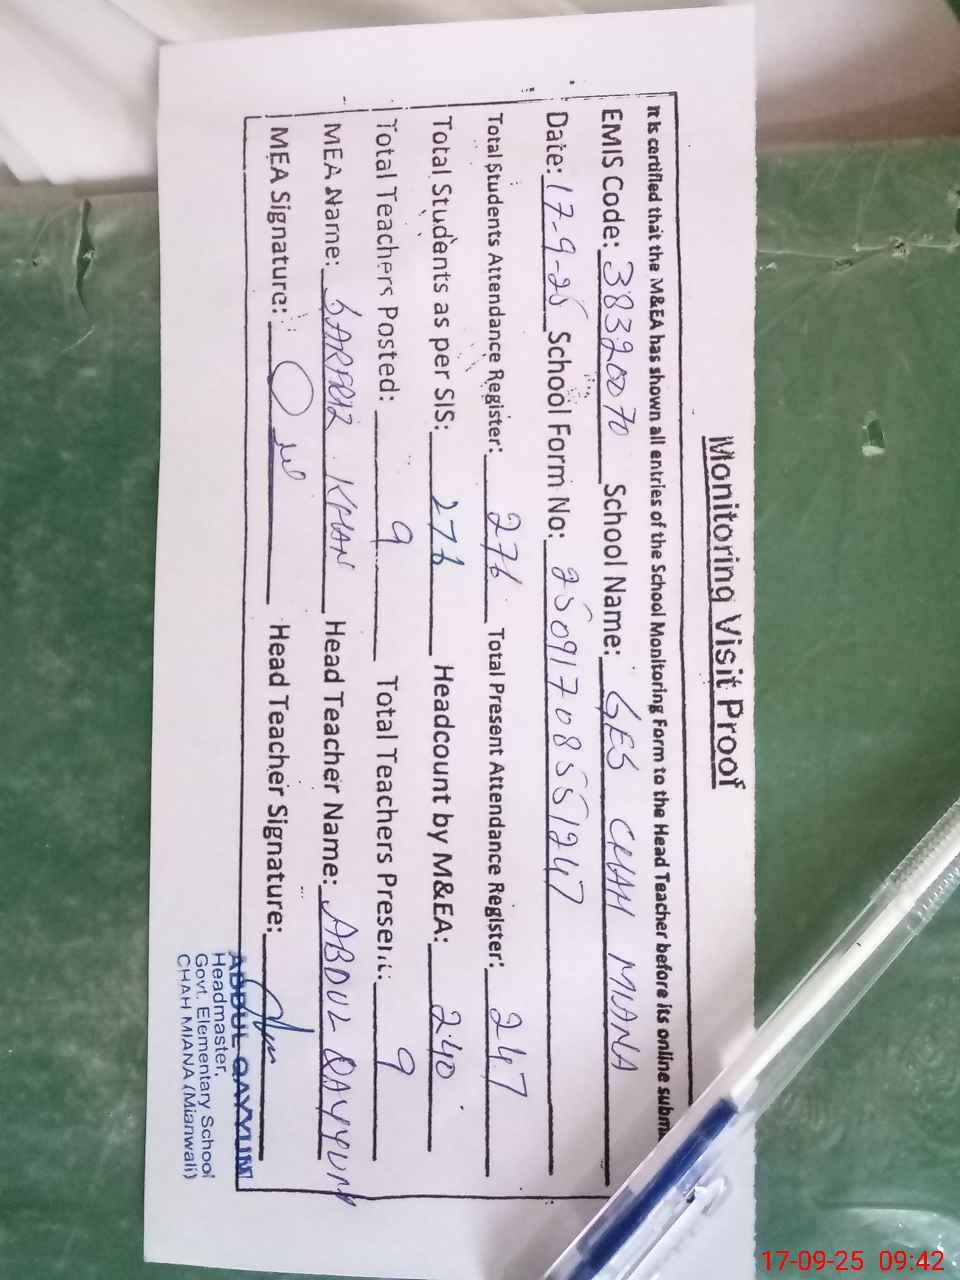 Monitoring Visit Proof
It is certified that the M&EA has shown all entries of the School Monitoring Form to the Head Teacher before its online subm
EMIS Code: 38320070 School Name: GES CHAH MIANA
Date: 17-9-25 School Form No: 25091708551247
Total Students Attendance Register: 276 Total Present Attendance Register: 247
Total Students as per SIS: 276 Headcount by M&EA: 240
Total Teachers Posted: 9 Total Teachers Present: 9
MEA Name: KHAN Head Teacher Name: ABDUL QAYYUM
MEA Signature: Head Teacher Signature:
ABDUL QAYYUM
Headmaster,
Govt. Elementary School
CHAH MIANA (Mianwali)
17-09-25 09:42